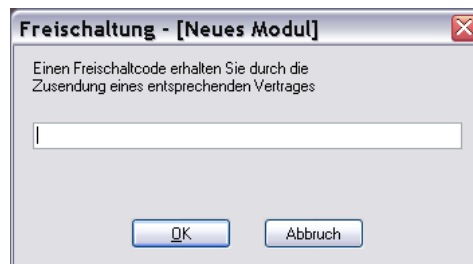 Freischaltung - [Neues Modul]
Einen Freischaltcode erhalten Sie durch die
Zusendung eines entsprechenden Vertrages
OK
Abbruch